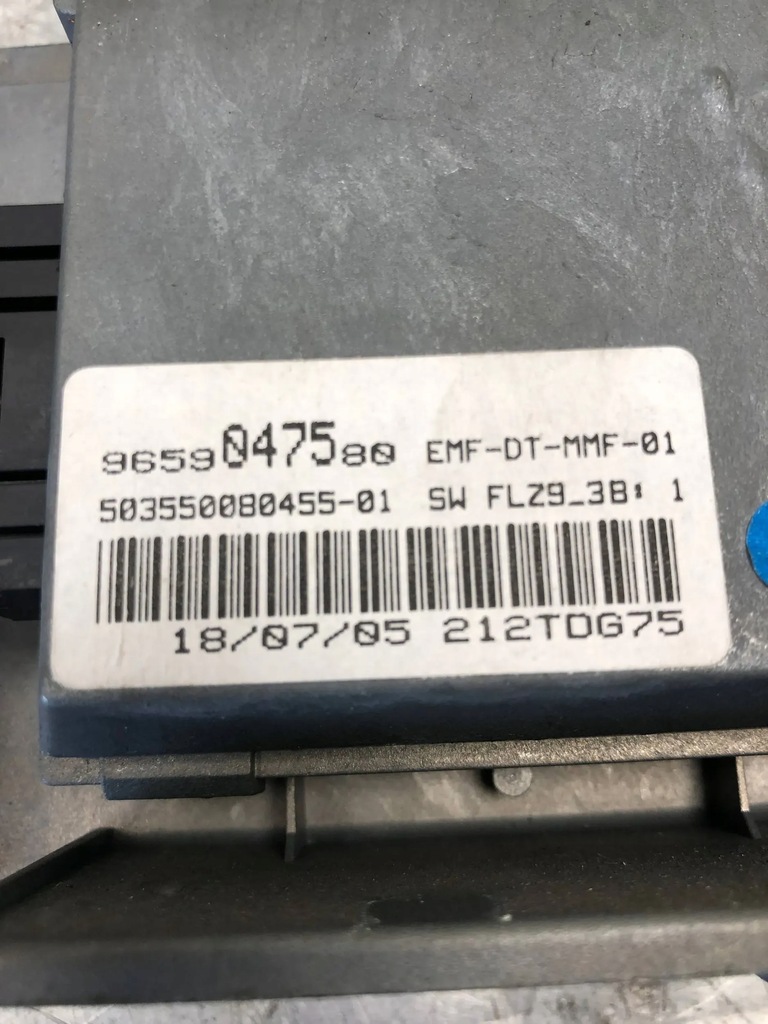 9659047580 EMF-DT-MMF-01
503550080455-01 SW FLZ9_3B: 1
18/07/05 212TDG75